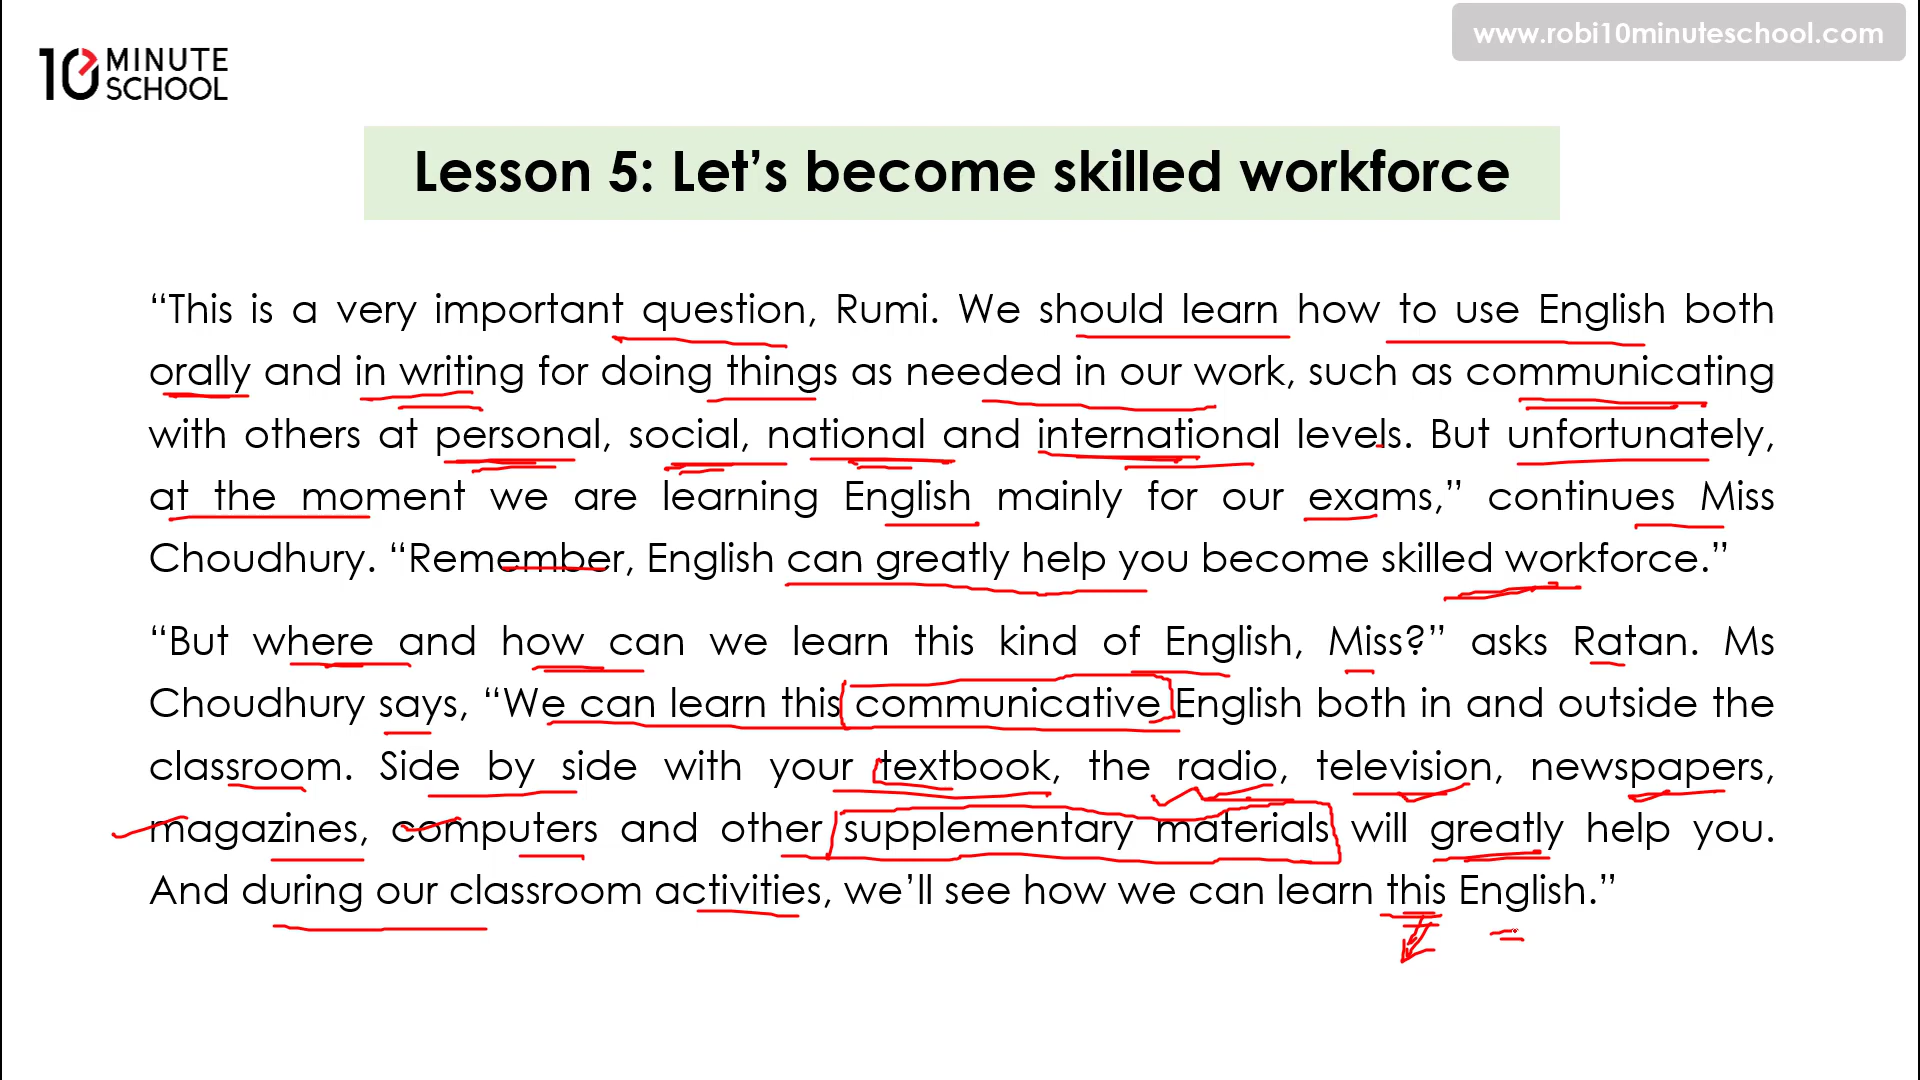 www.robi10minuteschool.com
10 MINUTE
SCHOOL
Lesson 5: Let’s become skilled workforce
“This is a very important question, Rumi. We should learn how to use English both
orally and in writing for doing things as needed in our work, such as communicating
with others at personal, social, national and international levels. But unfortunately,
at the moment we are learning English mainly for our exams,” continues Miss
Choudhury. “Remember, English can greatly help you become skilled workforce.”
“But where and how can we learn this kind of English, Miss?” asks Ratan. Ms
Choudhury says, “We can learn this communicative English both in and outside the
classroom. Side by side with your textbook, the radio, television, newspapers,
magazines, computers and other supplementary materials will greatly help you.
And during our classroom activities, we’ll see how we can learn this English.”